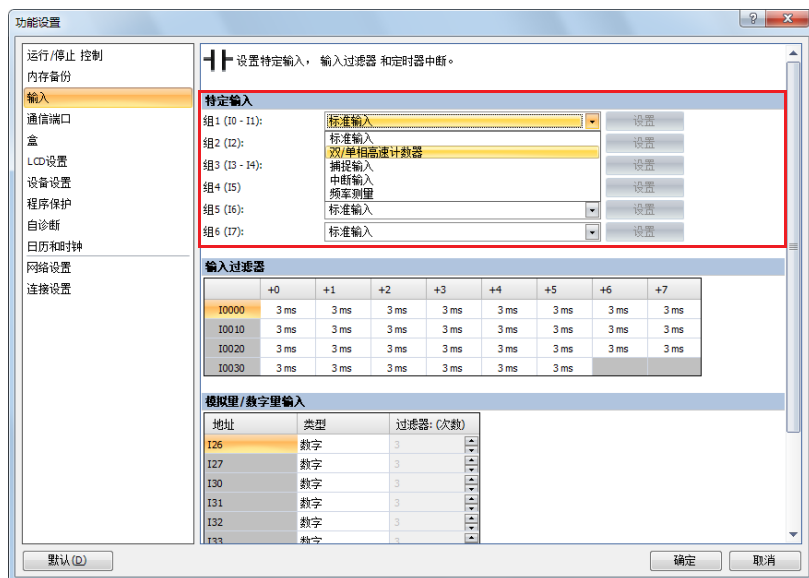 功能设置
运行/停止 控制
内存备份
输入
通信端口
盒
LCD设置
设备设置
程序保护
自诊断
日历和时钟
网络设置
连接设置
设置特定输入， 输入过滤器 和定时器中断。
特定输入
组1 (I0 - I1): 标准输入 设置
组2 (I2): 标准输入 设置
双/单相高速计数器
组3 (I3 - I4): 捕捉输入 设置
中断输入
组4 (I5) 频率测量 设置
组5 (I6): 标准输入 设置
组6 (I7): 标准输入 设置
输入过滤器
+0 +1 +2 +3 +4 +5 +6 +7
I0000 3 ms 3 ms 3 ms 3 ms 3 ms 3 ms 3 ms 3 ms
I0010 3 ms 3 ms 3 ms 3 ms 3 ms 3 ms 3 ms 3 ms
I0020 3 ms 3 ms 3 ms 3 ms 3 ms 3 ms 3 ms 3 ms
I0030 3 ms 3 ms 3 ms 3 ms 3 ms 3 ms
模拟量/数字里输入
地址 类型 过滤器: (次数)
I26 数字 3
I27 数字 3
I30 数字 3
I31 数字 3
I32 数字 3
I33 数字 3
默认(D) 确定 取消